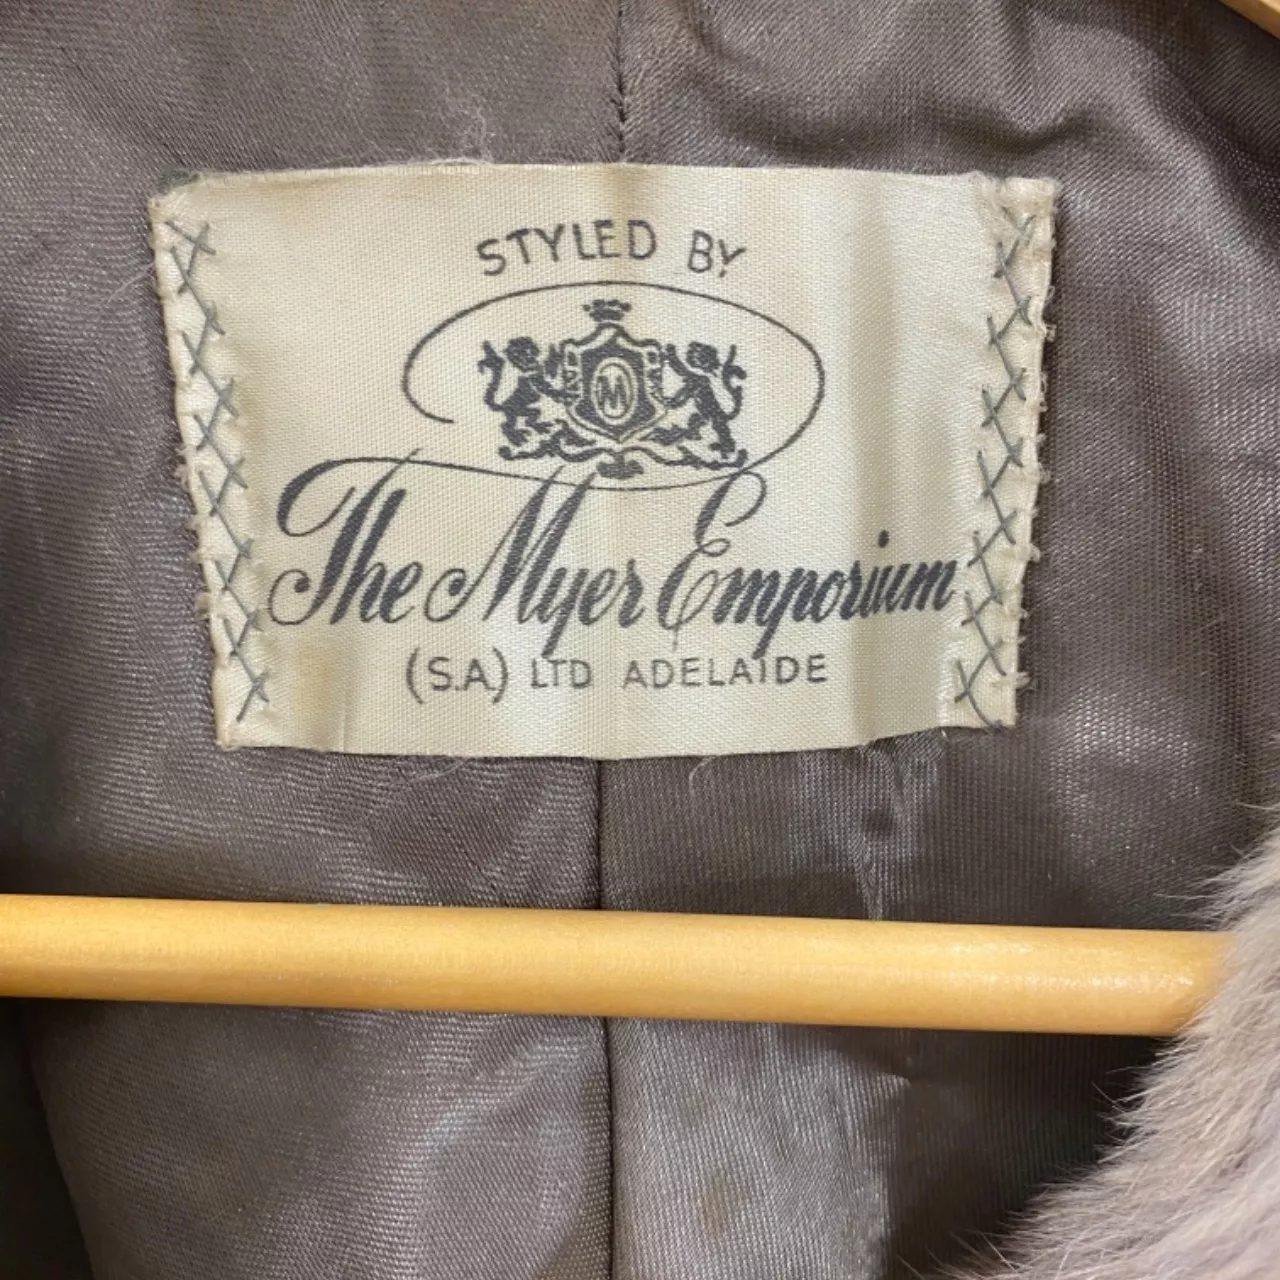 STYLED BY
M
The Myer Emporium
(S.A.) LTD ADELAIDE